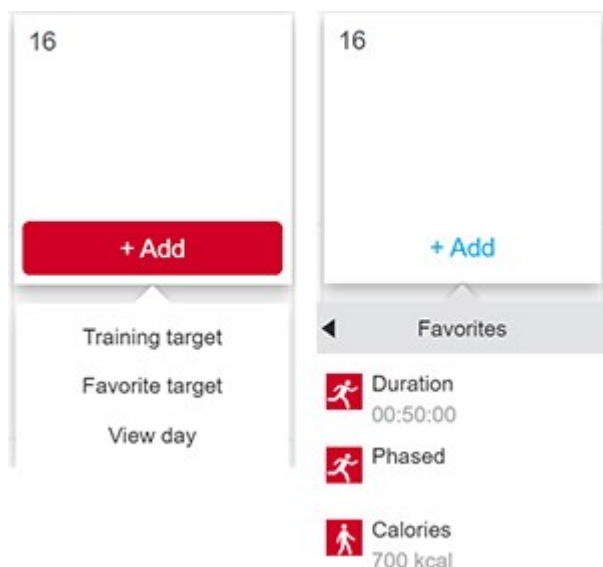 16
+ Add
Training target
Favorite target
View day
16
+ Add
Favorites
Duration
00:50:00
Phased
Calories
700 kcal